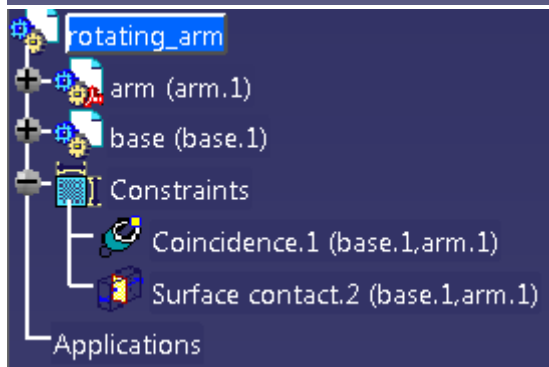 rotating_arm
arm (arm.1)
base (base.1)
Constraints
Coincidence.1 (base.1,arm.1)
Surface contact.2 (base.1,arm.1)
Applications